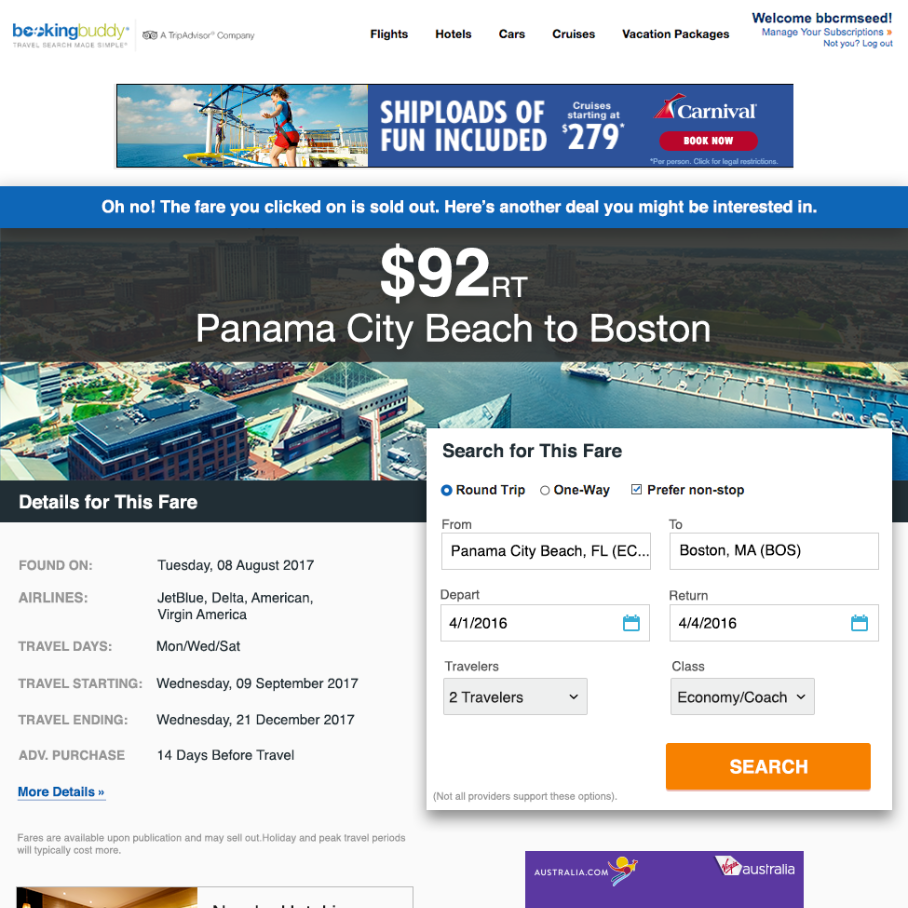 bookingbuddy®
TRAVEL SEARCH MADE SIMPLE®
A TripAdvisor® Company
Flights Hotels Cars Cruises Vacation Packages
Welcome bbcrmseed!
Manage Your Subscriptions »
Not you? Log out
SHIPLOADS OF
FUN INCLUDED
Cruises
starting at
$279*
Carnival
BOOK NOW
*Per person. Click for legal restrictions.
Oh no! The fare you clicked on is sold out. Here’s another deal you might be interested in.
$92RT
Panama City Beach to Boston
Details for This Fare
FOUND ON: Tuesday, 08 August 2017
AIRLINES: JetBlue, Delta, American,
Virgin America
TRAVEL DAYS: Mon/Wed/Sat
TRAVEL STARTING: Wednesday, 09 September 2017
TRAVEL ENDING: Wednesday, 21 December 2017
ADV. PURCHASE 14 Days Before Travel
More Details »
Fares are available upon publication and may sell out.Holiday and peak travel periods
will typically cost more.
Search for This Fare
Round Trip One-Way Prefer non-stop
From To
Panama City Beach, FL (EC... Boston, MA (BOS)
Depart Return
4/1/2016 4/4/2016
Travelers Class
2 Travelers Economy/Coach
SEARCH
(Not all providers support these options).
AUSTRALIA.COM
Virgin australia